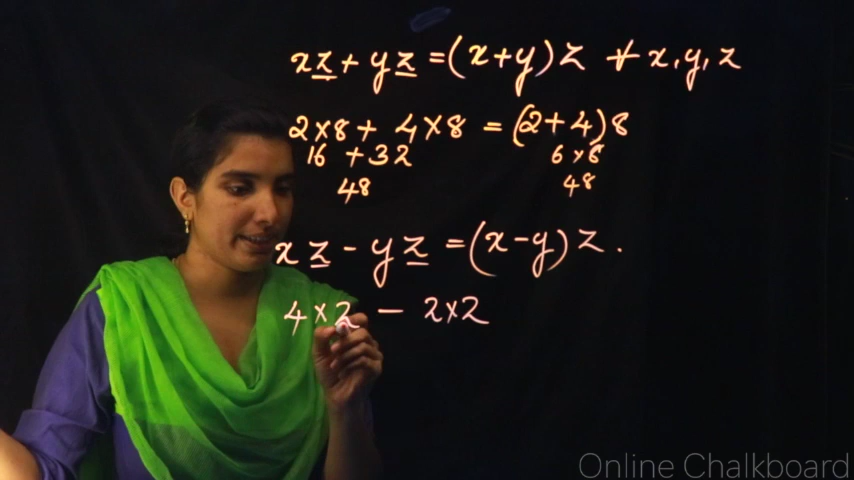 xz + yz = (x+y)z ∀ x, y, z
2×8 + 4×8 = (2+4)8
16 + 32 6×8
48 48
xz - yz = (x-y)z.
4×2 - 2×2
Online Chalkboard